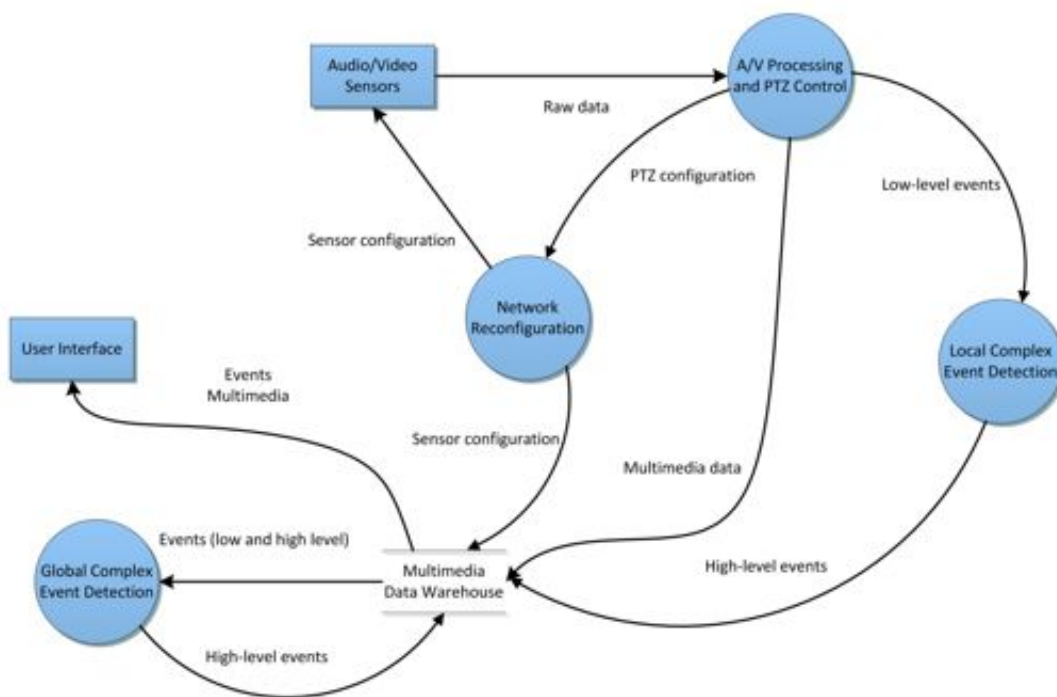 Audio/Video
Sensors
A/V Processing
and PTZ Control
Raw data
PTZ configuration
Low-level events
Sensor configuration
Network
Reconfiguration
User Interface
Local Complex
Event Detection
Events
Multimedia
Sensor configuration
Multimedia data
Events (low and high level)
Global Complex
Event Detection
Multimedia
Data Warehouse
High-level events
High-level events